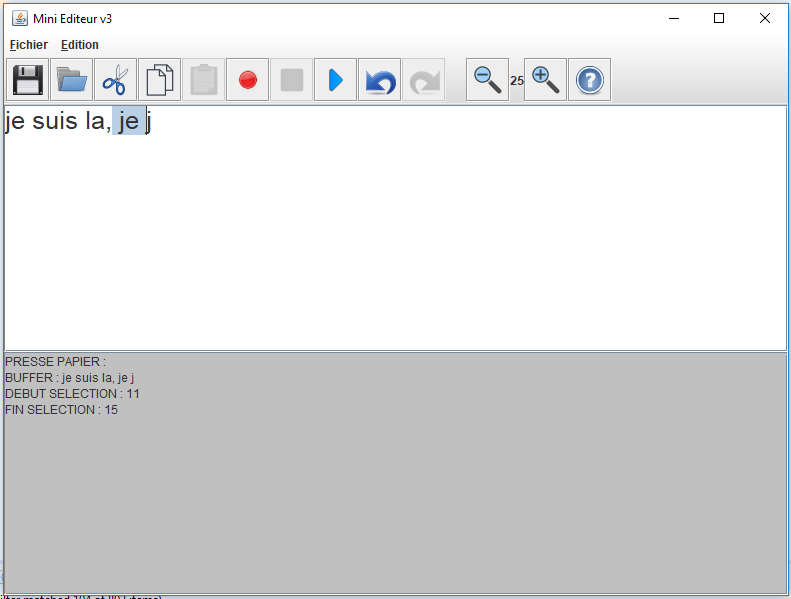 Mini Editeur v3
Fichier Edition
25
je suis la, je j
PRESSE PAPIER :
BUFFER : je suis la, je j
DEBUT SELECTION : 11
FIN SELECTION : 15